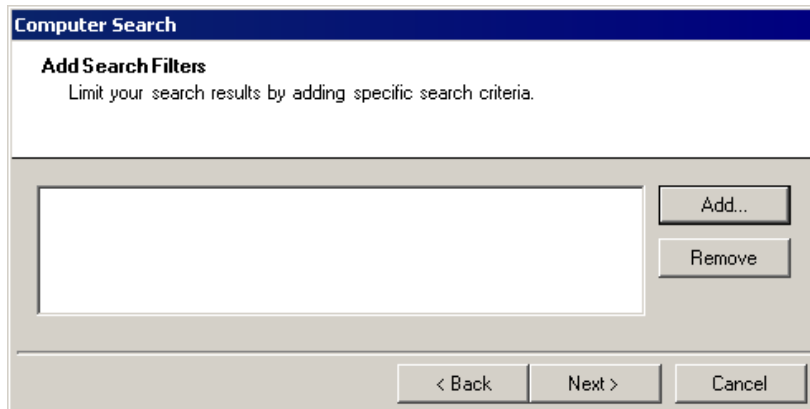 Computer Search
Add Search Filters
Limit your search results by adding specific search criteria.
Add...
Remove
< Back
Next >
Cancel